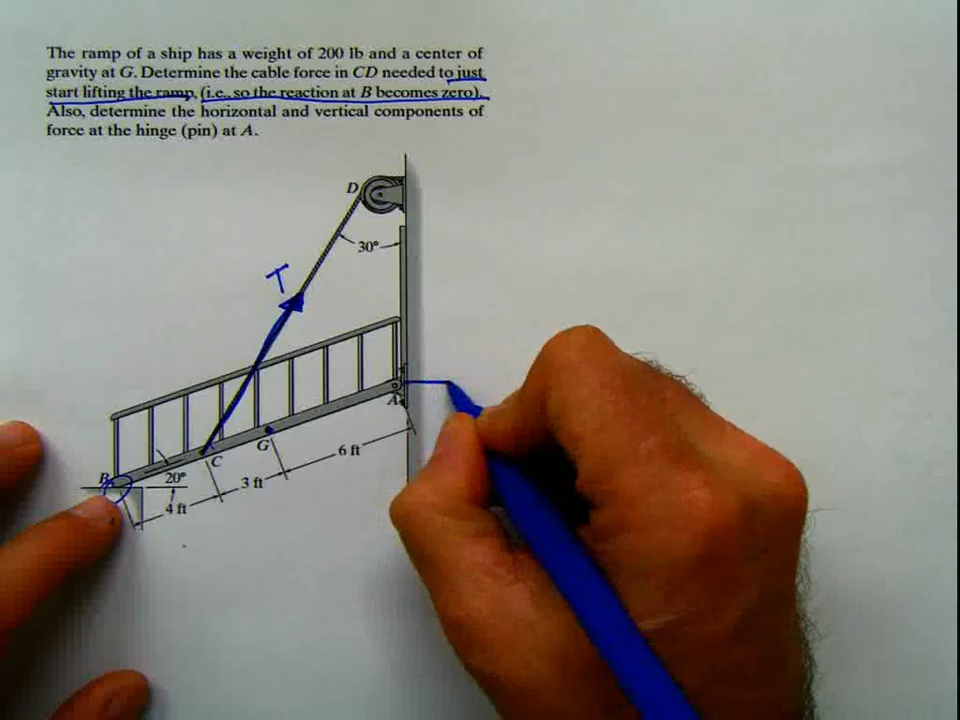 The ramp of a ship has a weight of 200 lb and a center of
gravity at G. Determine the cable force in CD needed to just
start lifting the ramp, (i.e., so the reaction at B becomes zero).
Also, determine the horizontal and vertical components of
force at the hinge (pin) at A.
D
30°
T
A
B
C
G
20°
6 ft
3 ft
4 ft